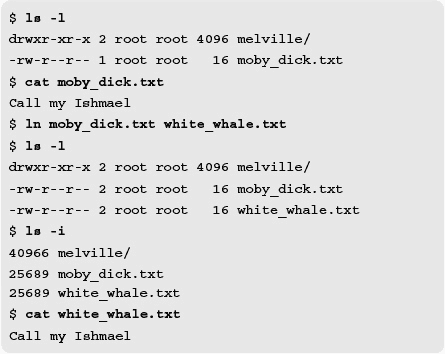 $ ls -l
drwxr-xr-x 2 root root 4096 melville/
-rw-r--r-- 1 root root   16 moby_dick.txt
$ cat moby_dick.txt
Call my Ishmael
$ ln moby_dick.txt white_whale.txt
$ ls -l
drwxr-xr-x 2 root root 4096 melville/
-rw-r--r-- 2 root root   16 moby_dick.txt
-rw-r--r-- 2 root root   16 white_whale.txt
$ ls -i
40966 melville/
25689 moby_dick.txt
25689 white_whale.txt
$ cat white_whale.txt
Call my Ishmael